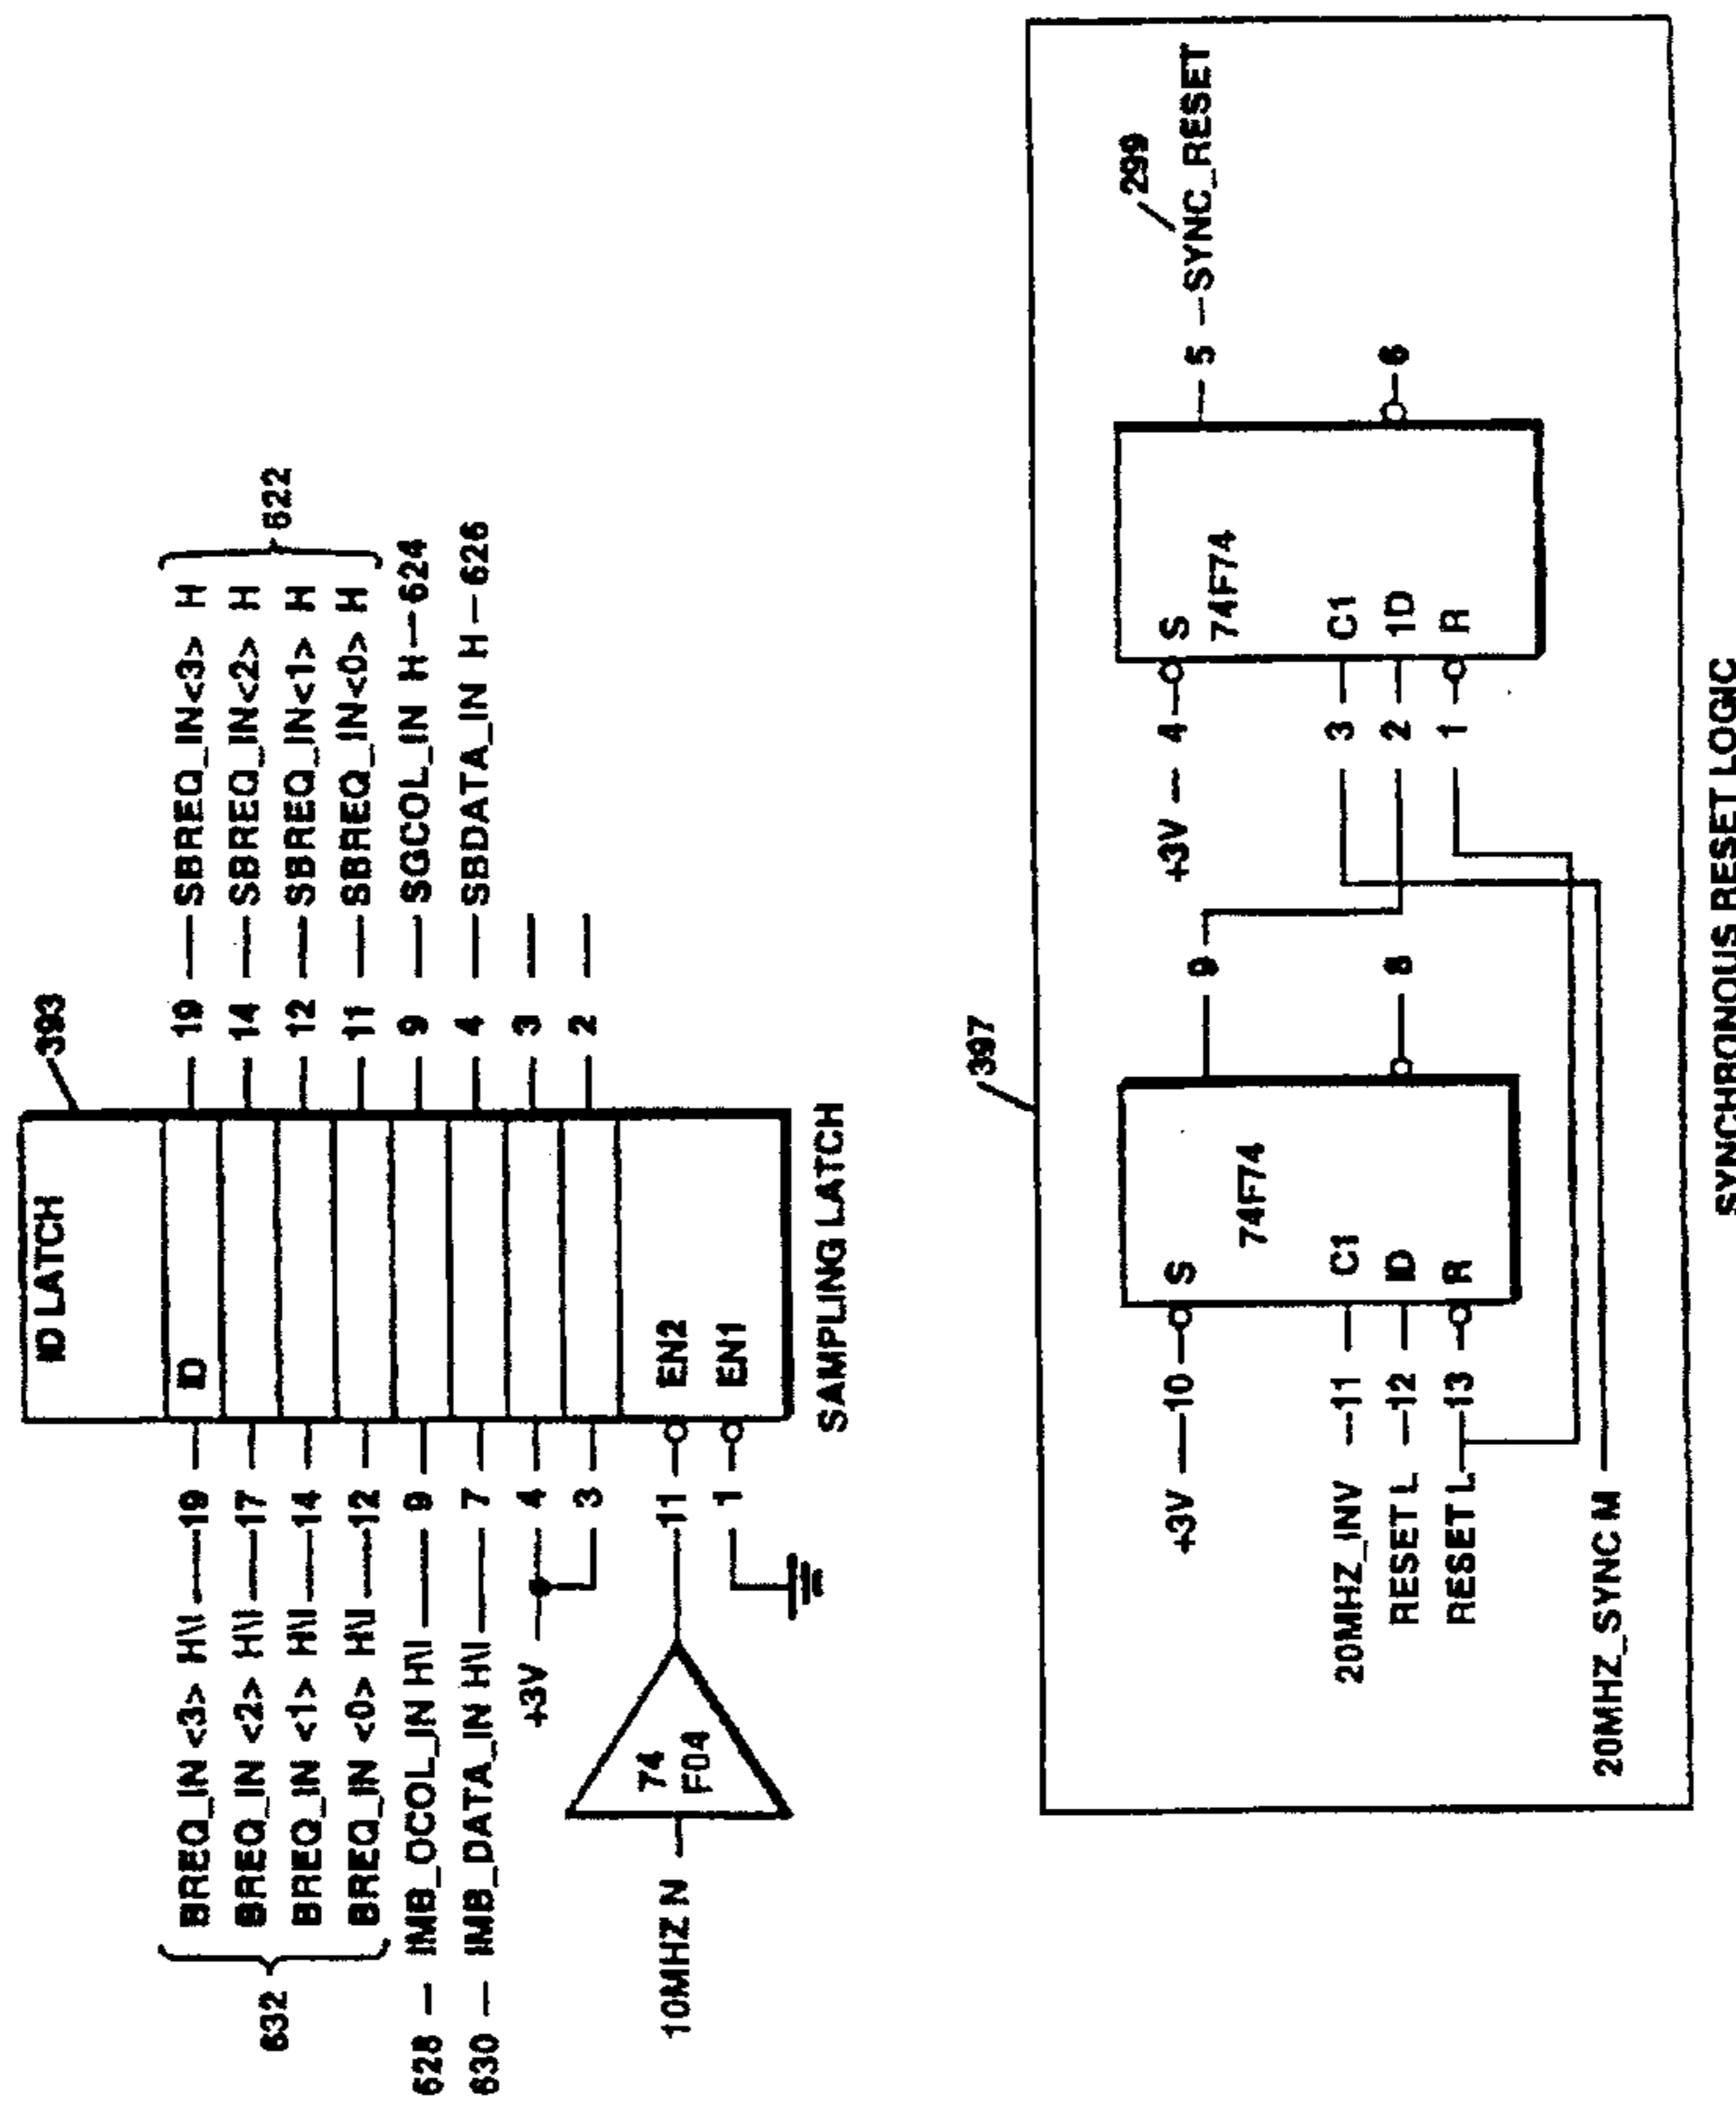 393
ID LATCH
632
BREQ_IN <3> H\I 19 ID 19 SBREQ_IN<3> H
BREQ_IN <2> H\I 17 14 SBREQ_IN<2> H
BREQ_IN <1> H\I 14 12 SBREQ_IN<1> H
BREQ_IN <0> H\I 12 11 SBREQ_IN<0> H
622
628 IMB_OCOL_IN H\I 9 9 SGCOL_IN H 624
630 IMB_DATA_IN H\I 7 4 SBDATA_IN H 626
+3V 4 3
3 2
10MHZ N 74 F04 11 EN2
1 EN1
SAMPLING LATCH
397
299
+3V 10 S 9 +3V 4 S 5 SYNC_RESET
74F74 74F74
20MHZ_INV 11 C1 3 C1
RESET L 12 ID 8 2 1D 6
RESET L 13 R 1 R
20MHZ_SYNC M
SYNCHRONOUS RESET LOGIC